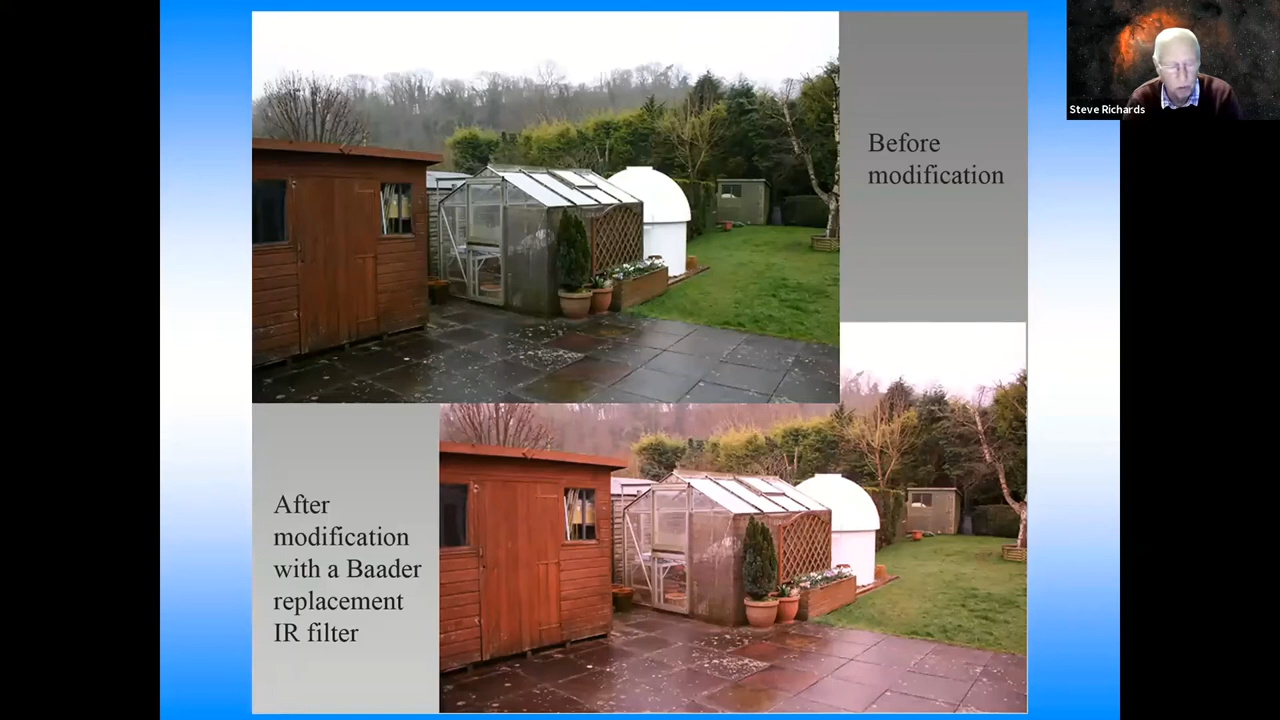 Steve Richards
Before
modification
After
modification
with a Baader
replacement
IR filter